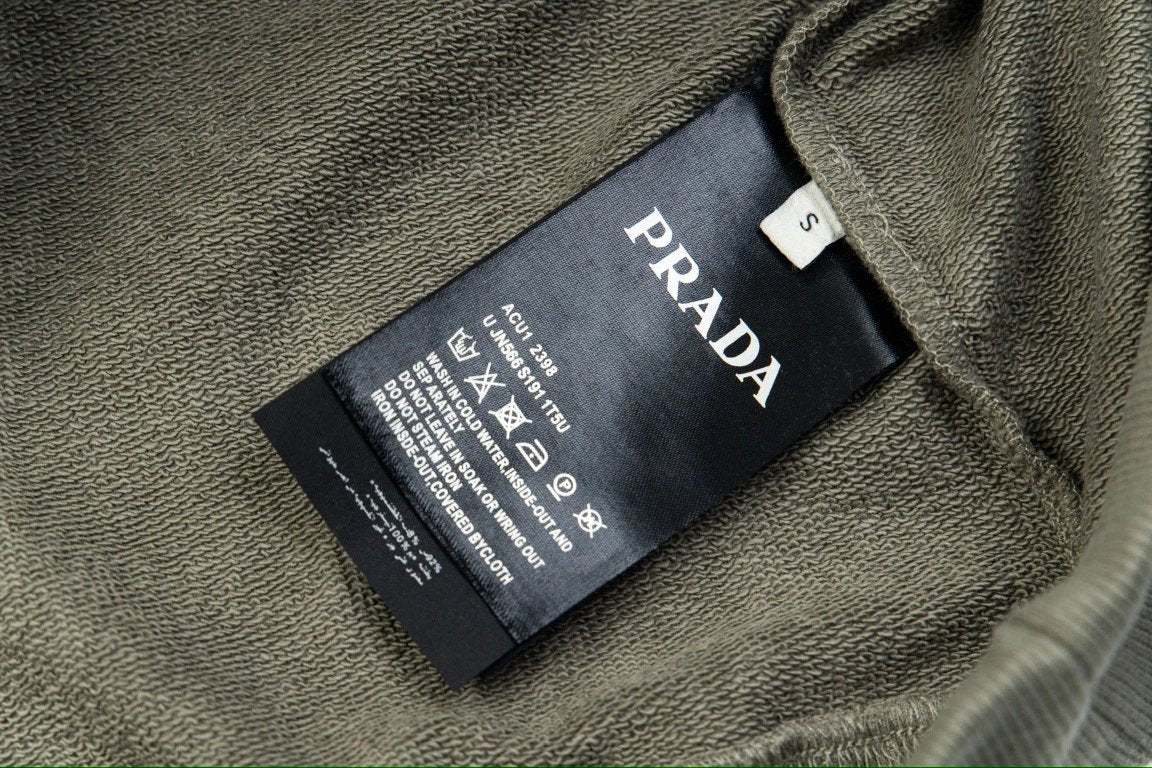 S
PRADA
ACU1 2398
U JN566 S191 1T5U
WASH IN COLD WATER,INSIDE-OUT AND
SEPARATELY
DO NOT LEAVE IN SOAK OR WRING OUT
DO NOT STEAM IRON
IRON INSDE-OUT,COVERED BYCLOTH